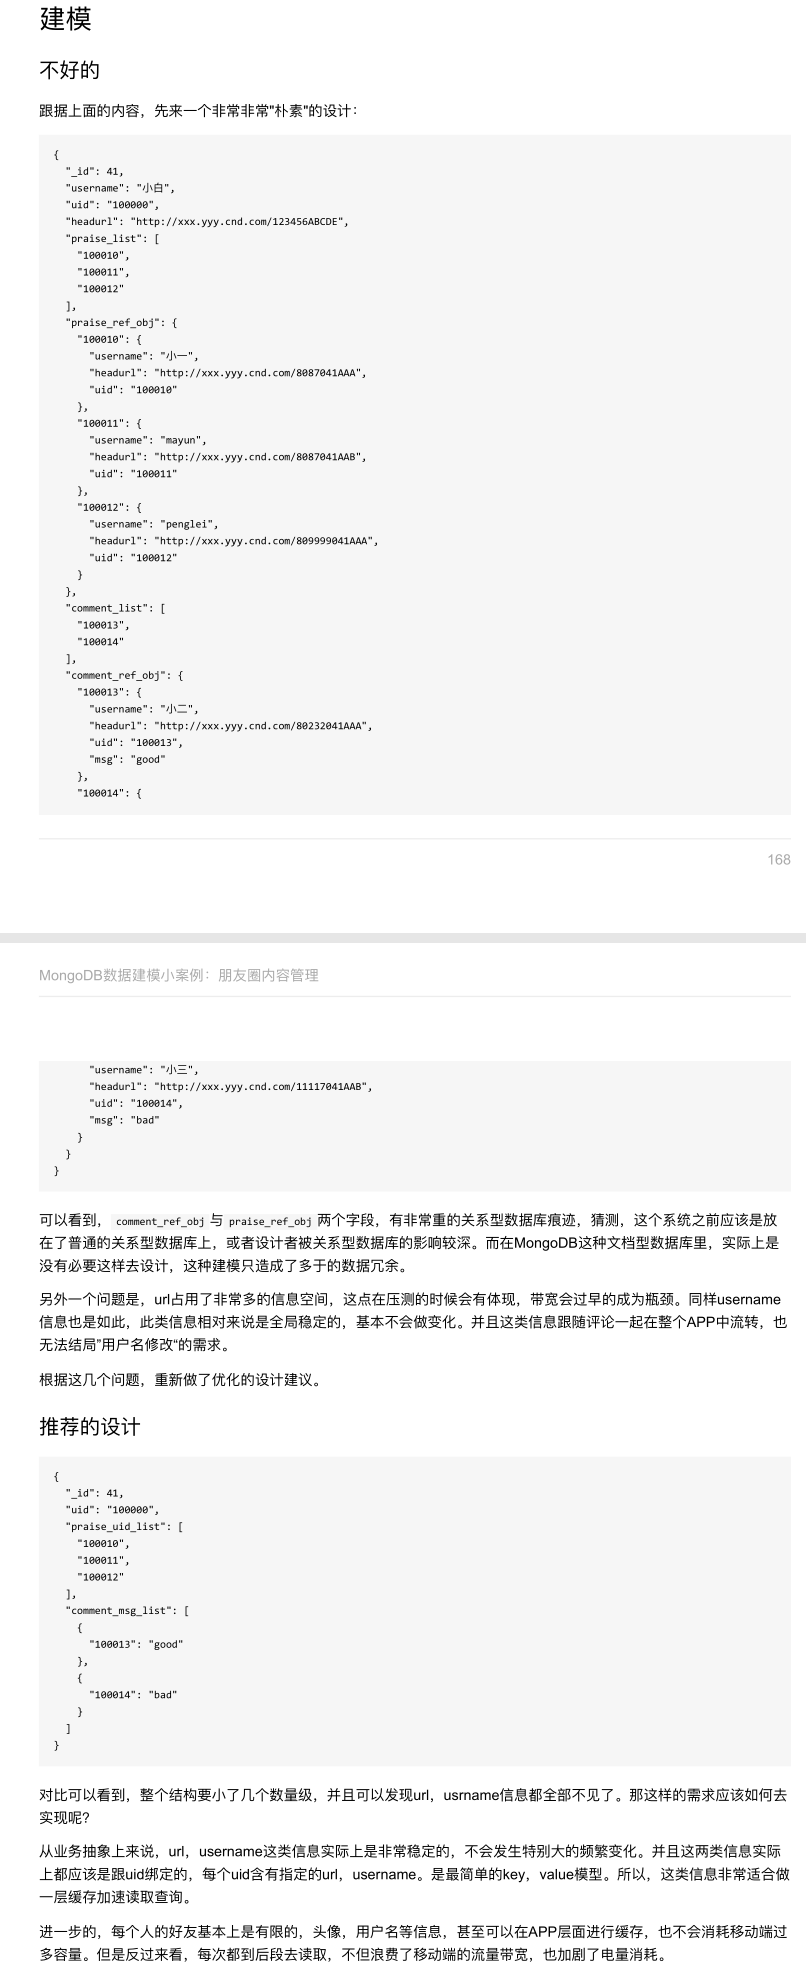 建模
不好的
跟据上面的内容，先来一个非常非常"朴素"的设计：
{
"_id": 41,
"username": "小白",
"uid": "100000",
"headurl": "http://xxx.yyy.cnd.com/123456ABCDE",
"praise_list": [
"100010",
"100011",
"100012"
],
"praise_ref_obj": {
"100010": {
"username": "小一",
"headurl": "http://xxx.yyy.cnd.com/8087041AAA",
"uid": "100010"
},
"100011": {
"username": "mayun",
"headurl": "http://xxx.yyy.cnd.com/8087041AAB",
"uid": "100011"
},
"100012": {
"username": "penglei",
"headurl": "http://xxx.yyy.cnd.com/809999041AAA",
"uid": "100012"
}
},
"comment_list": [
"100013",
"100014"
],
"comment_ref_obj": {
"100013": {
"username": "小二",
"headurl": "http://xxx.yyy.cnd.com/80232041AAA",
"uid": "100013",
"msg": "good"
},
"100014": {
168
MongoDB数据建模小案例：朋友圈内容管理
"username": "小三",
"headurl": "http://xxx.yyy.cnd.com/11117041AAB",
"uid": "100014",
"msg": "bad"
}
}
}
可以看到，comment_ref_obj 与 praise_ref_obj 两个字段，有非常重的关系型数据库痕迹，猜测，这个系统之前应该是放
在了普通的关系型数据库上，或者设计者被关系型数据库的影响较深。而在MongoDB这种文档型数据库里，实际上是
没有必要这样去设计，这种建模只造成了多于的数据冗余。
另外一个问题是，url占用了非常多的信息空间，这点在压测的时候会有体现，带宽会过早的成为瓶颈。同样username
信息也是如此，此类信息相对来说是全局稳定的，基本不会做变化。并且这类信息跟随评论一起在整个APP中流转，也
无法结局”用户名修改“的需求。
根据这几个问题，重新做了优化的设计建议。
推荐的设计
{
"_id": 41,
"uid": "100000",
"praise_uid_list": [
"100010",
"100011",
"100012"
],
"comment_msg_list": [
{
"100013": "good"
},
{
"100014": "bad"
}
]
}
对比可以看到，整个结构要小了几个数量级，并且可以发现url，usrname信息都全部不见了。那这样的需求应该如何去
实现呢?
从业务抽象上来说，url，username这类信息实际上是非常稳定的，不会发生特别大的频繁变化。并且这两类信息实际
上都应该是跟uid绑定的，每个uid含有指定的url，username。是最简单的key，value模型。所以，这类信息非常适合做
一层缓存加速读取查询。
进一步的，每个人的好友基本上是有限的，头像，用户名等信息，甚至可以在APP层面进行缓存，也不会消耗移动端过
多容量。但是反过来看，每次都到后段去读取，不但浪费了移动端的流量带宽，也加剧了电量消耗。